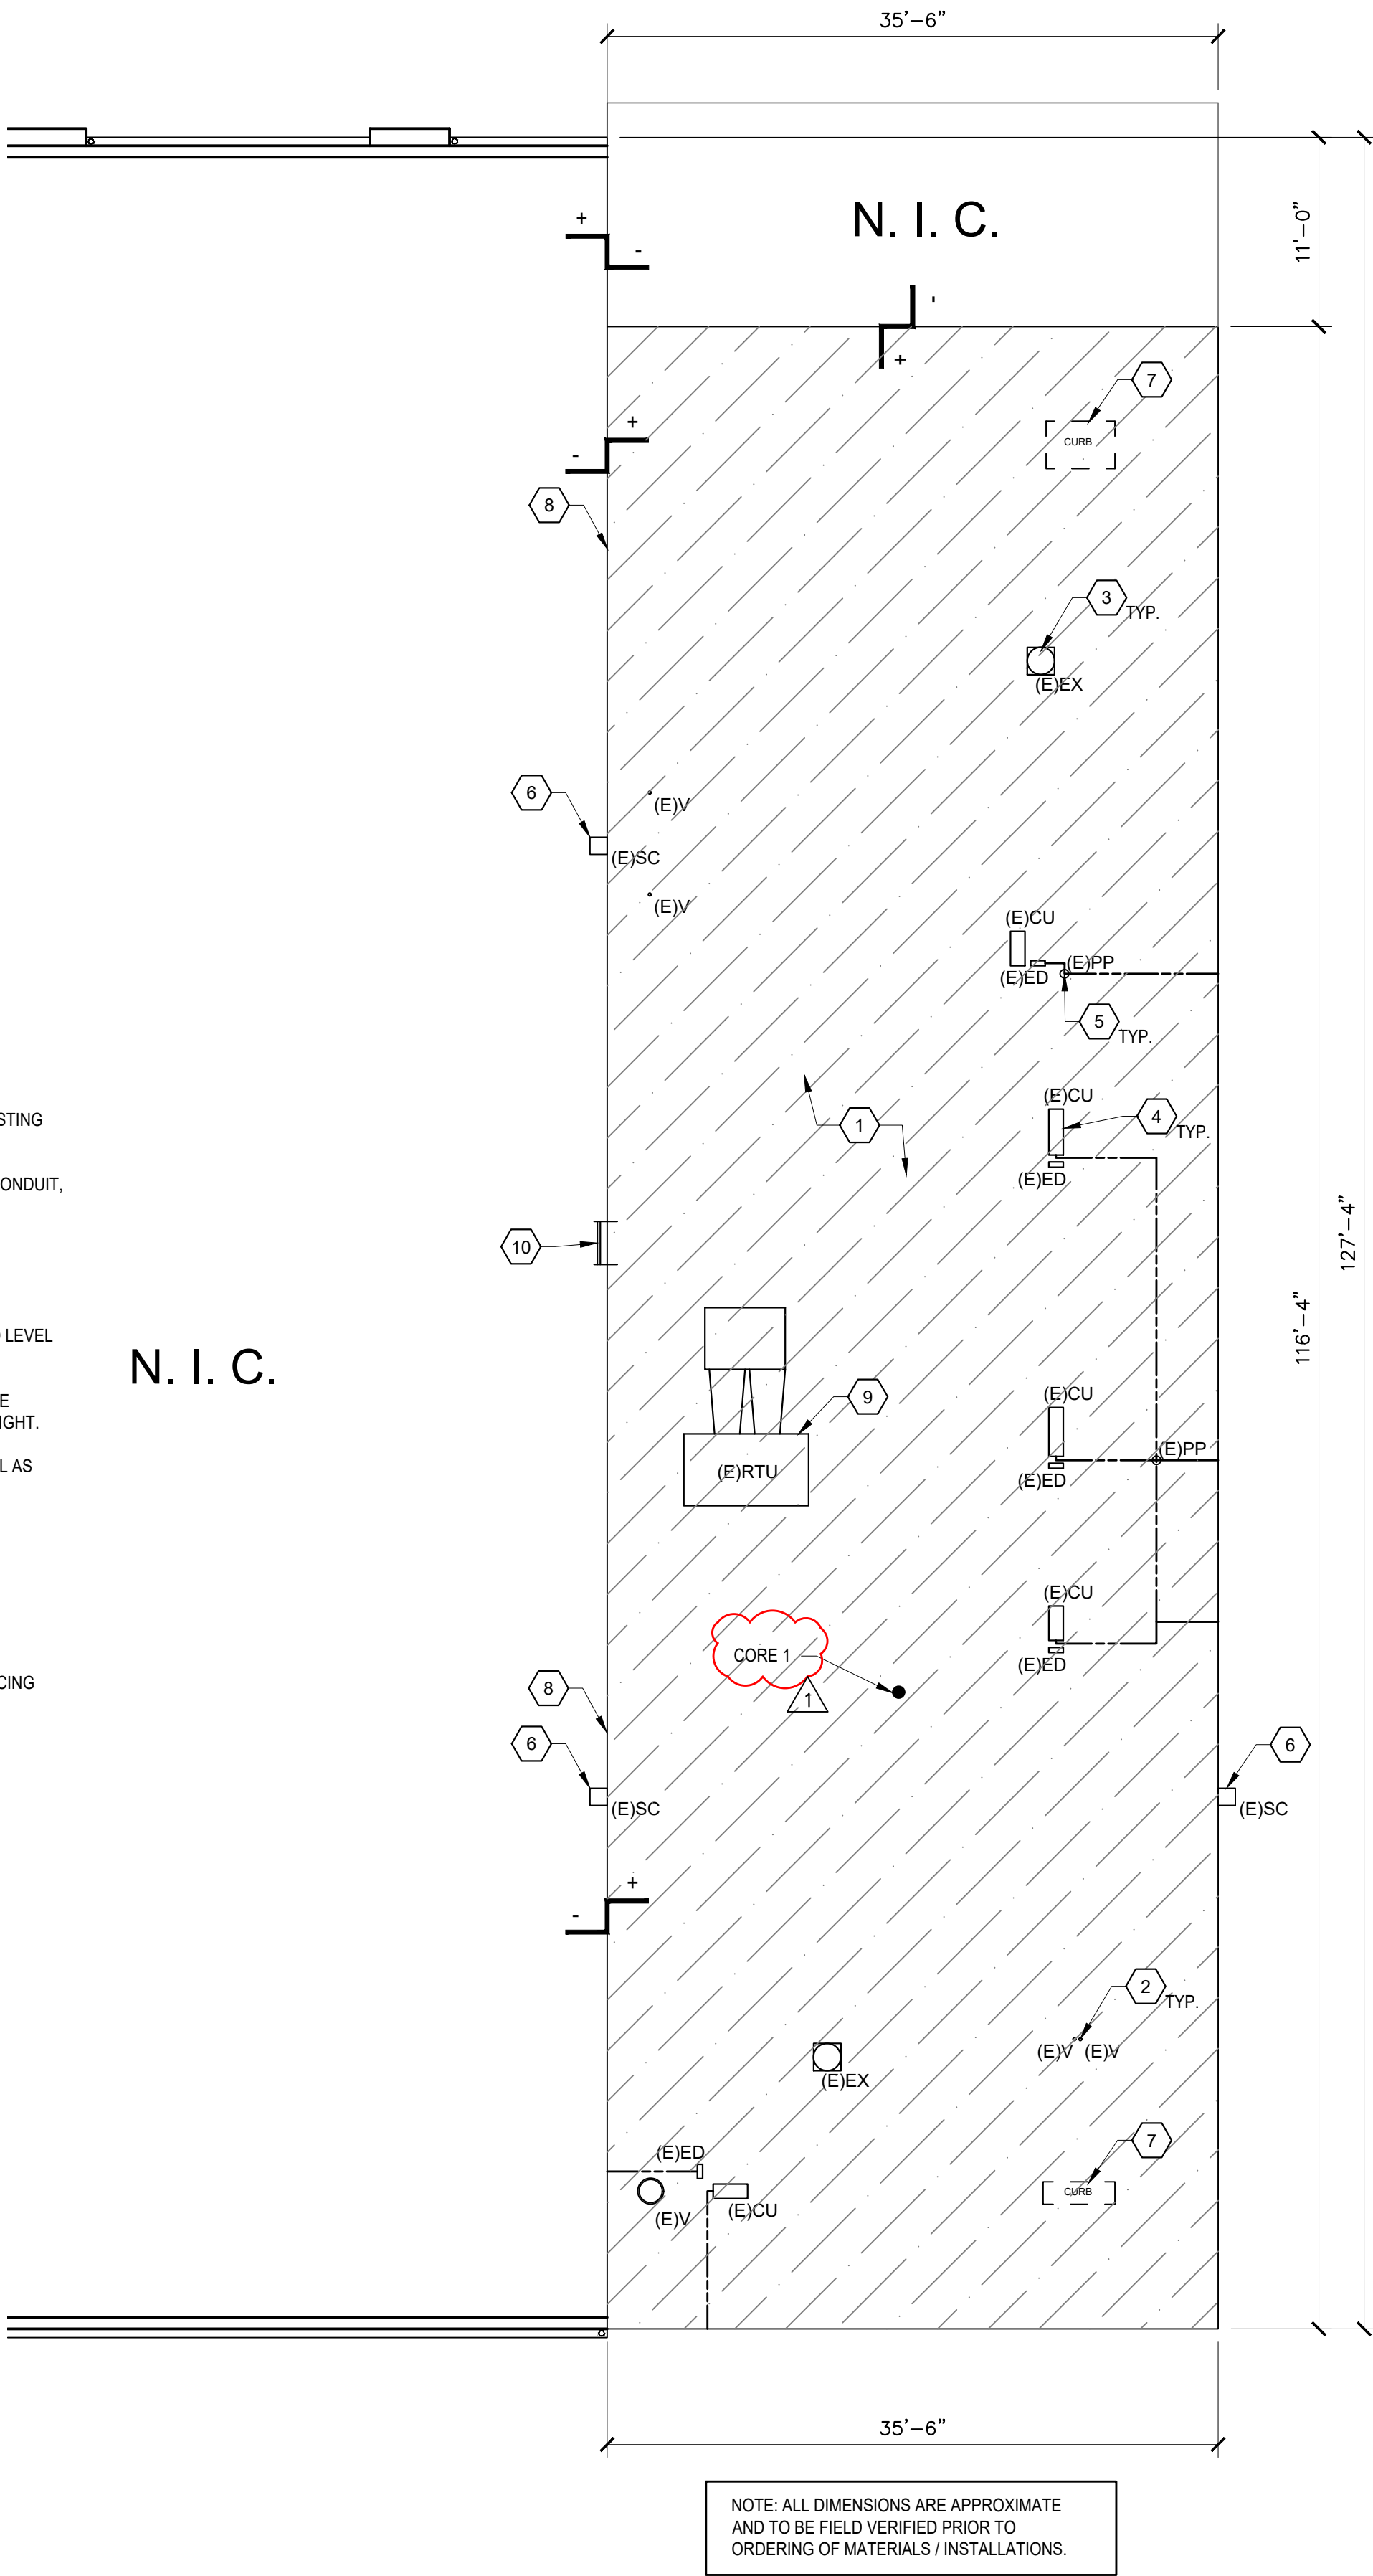 35'-6"
N. I. C.
+
-
11'-0"
-
+
7
CURB
+
-
8
3
TYP.
(E)EX
6
(E)V
(E)SC
(E)V
(E)CU
(E)PP
(E)ED
5
TYP.
(E)CU
STING
1
4
TYP.
(E)ED
ONDUIT,
127'-4"
10
116'-4"
LEVEL
N. I. C.
E
IGHT.
9
(E)CU
(E)PP
L AS
(E)RTU
(E)ED
(E)CU
CORE 1
(E)ED
CING
8
1
6
6
(E)SC
(E)SC
+
-
2
TYP.
(E)V (E)V
(E)EX
7
(E)ED
CURB
(E)V
(E)CU
35'-6"
NOTE: ALL DIMENSIONS ARE APPROXIMATE
AND TO BE FIELD VERIFIED PRIOR TO
ORDERING OF MATERIALS / INSTALLATIONS.